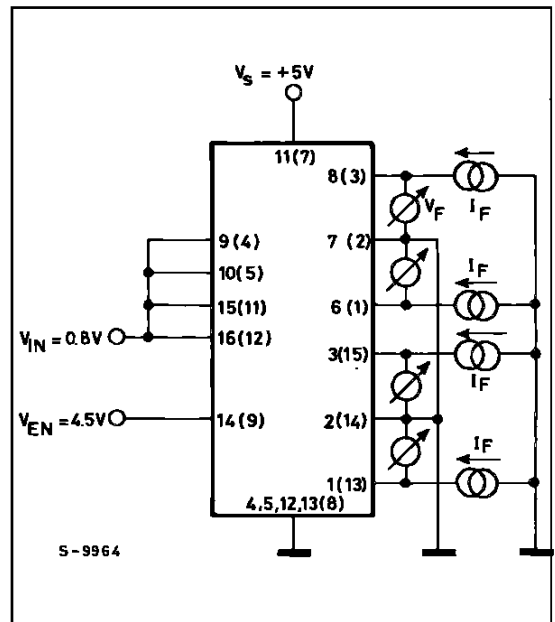 V_S = +5V
11(7)
8(3)
V_F
I_F
9(4)
7 (2)
10(5)
15(11)
6(1)
I_F
V_IN = 0.8V
16(12)
3(15)
I_F
V_EN = 4.5V
14(9)
2(14)
1(13)
I_F
4,5,12,13(8)
S-9964